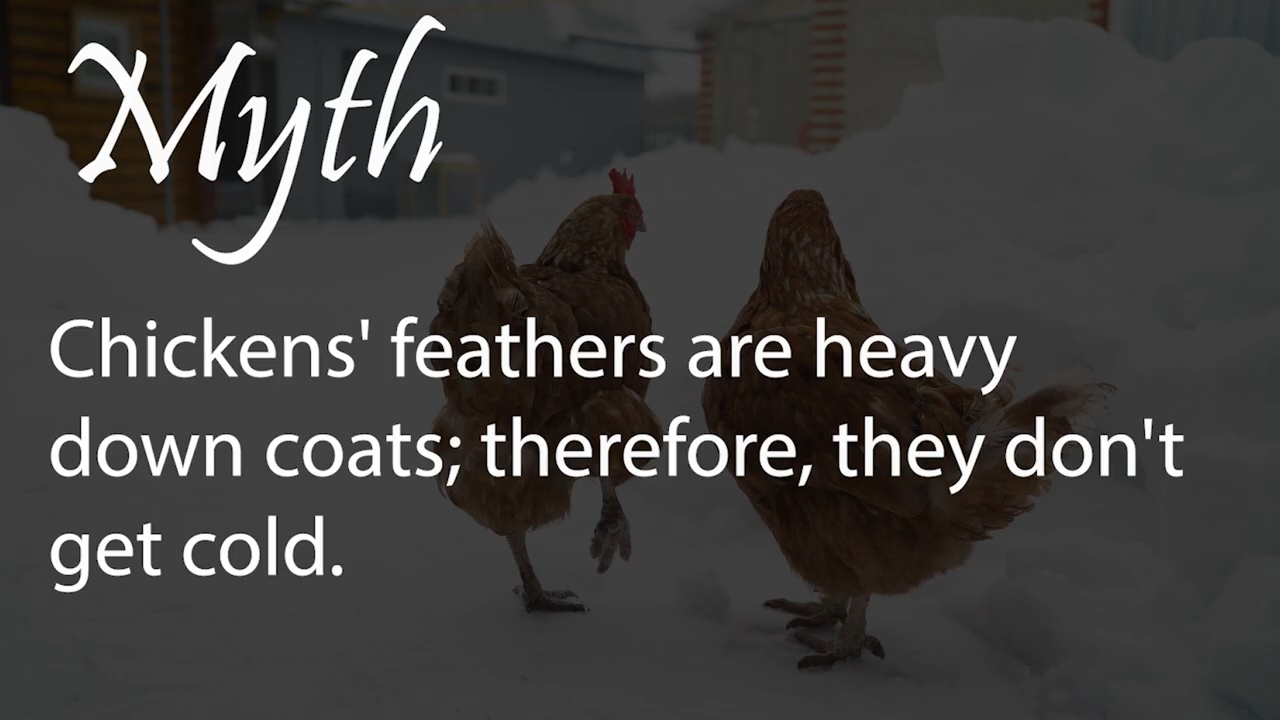 Myth
Chickens' feathers are heavy
down coats; therefore, they don't
get cold.